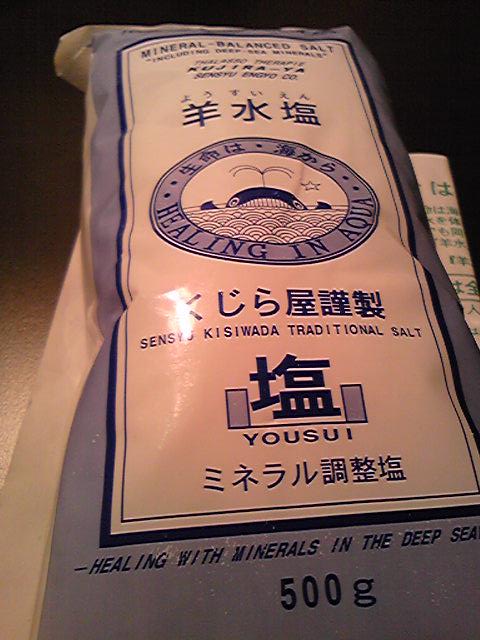 MINERAL-BALANCED SALT
"INCLUDING DEEP SEA MINERALS"
THALASSO THERAPIE
KUJIRA-YA
SENSYU ENGYO CO.
ようすいえん
羊水塩
・生命は・海から・
HEALING IN AQUA
くじら屋謹製
SENSYU KISIWADA TRADITIONAL SALT
塩
YOUSUI
ミネラル調整塩
—HEALING WITH MINERALS IN THE DEEP SEA
500g